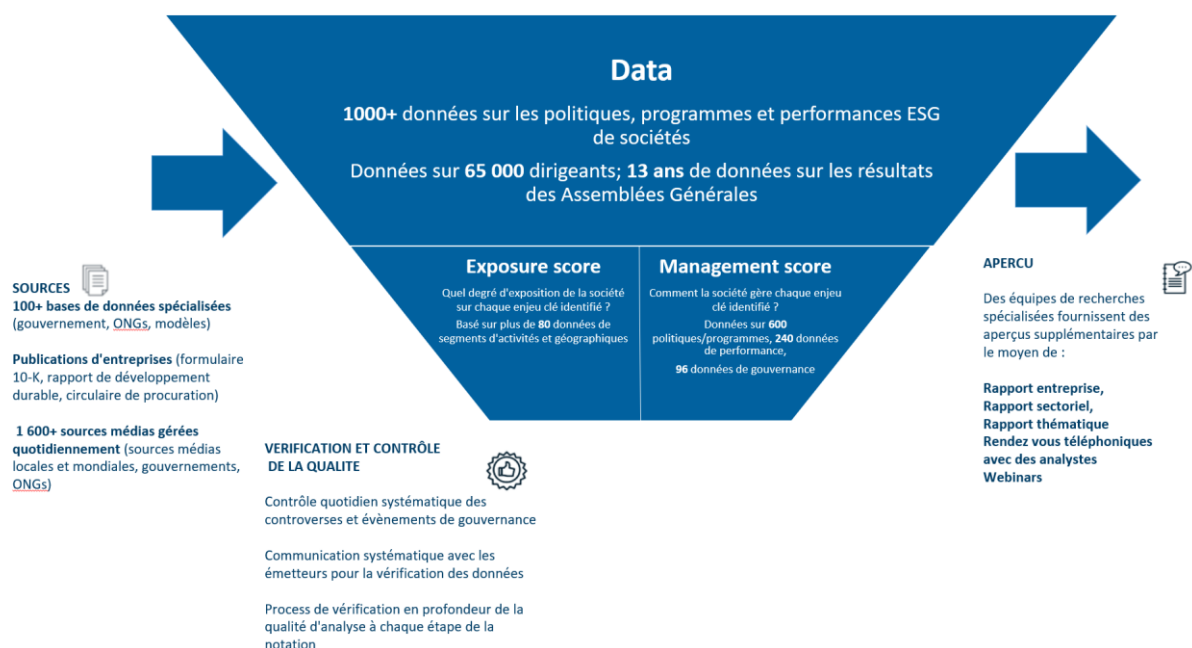 Data
1000+ données sur les politiques, programmes et performances ESG
de sociétés
Données sur 65 000 dirigeants; 13 ans de données sur les résultats
des Assemblées Générales
Exposure score
Quel degré d'exposition de la société
sur chaque enjeu clé identifié ?
Basé sur plus de 80 données de
segments d'activités et géographiques
Management score
Comment la société gère chaque enjeu
clé identifié ?
Données sur 600
politiques/programmes, 240 données
de performance,
96 données de gouvernance
SOURCES
100+ bases de données spécialisées
(gouvernement, ONGs, modèles)
Publications d'entreprises (formulaire
10-K, rapport de développement
durable, circulaire de procuration)
1 600+ sources médias gérées
quotidiennement (sources médias
locales et mondiales, gouvernements,
ONGs)
VERIFICATION ET CONTRÔLE
DE LA QUALITE
Contrôle quotidien systématique des
controverses et évènements de gouvernance
Communication systématique avec les
émetteurs pour la vérification des données
Process de vérification en profondeur de la
qualité d'analyse à chaque étape de la
notation
APERCU
Des équipes de recherches
spécialisées fournissent des
aperçus supplémentaires par
le moyen de :
Rapport entreprise,
Rapport sectoriel,
Rapport thématique
Rendez vous téléphoniques
avec des analystes
Webinars